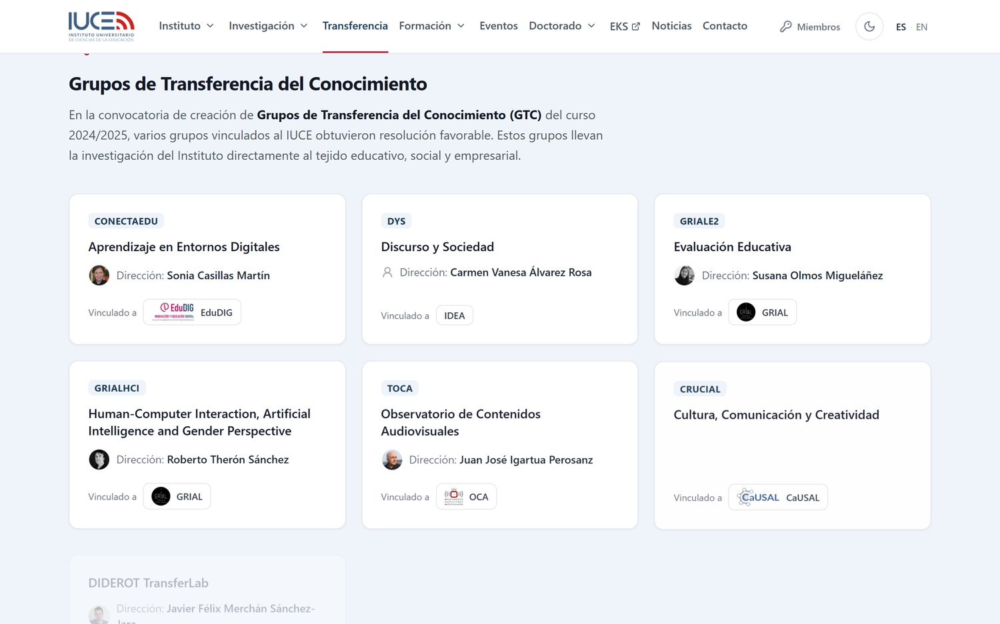 IUCE
INSTITUTO UNIVERSITARIO
DE CIENCIAS DE LA EDUCACIÓN
Instituto
Investigación
Transferencia
Formación
Eventos
Doctorado
EKS
Noticias
Contacto
Miembros
ES · EN
Grupos de Transferencia del Conocimiento
En la convocatoria de creación de Grupos de Transferencia del Conocimiento (GTC) del curso
2024/2025, varios grupos vinculados al IUCE obtuvieron resolución favorable. Estos grupos llevan
la investigación del Instituto directamente al tejido educativo, social y empresarial.
CONECTAEDU
Aprendizaje en Entornos Digitales
Dirección: Sonia Casillas Martín
Vinculado a
EduDIG
INNOVACIÓN Y EDUCACIÓN DIGITAL
EduDIG
DYS
Discurso y Sociedad
Dirección: Carmen Vanesa Álvarez Rosa
Vinculado a IDEA
GRIALE2
Evaluación Educativa
Dirección: Susana Olmos Migueláñez
Vinculado a GRIAL GRIAL
GRIALHCI
Human-Computer Interaction, Artificial
Intelligence and Gender Perspective
Dirección: Roberto Therón Sánchez
Vinculado a GRIAL GRIAL
TOCA
Observatorio de Contenidos
Audiovisuales
Dirección: Juan José Igartua Perosanz
Vinculado a OCA
CRUCIAL
Cultura, Comunicación y Creatividad
Vinculado a CaUSAL CaUSAL
DIDEROT TransferLab
Dirección: Javier Félix Merchán Sánchez-
Jara